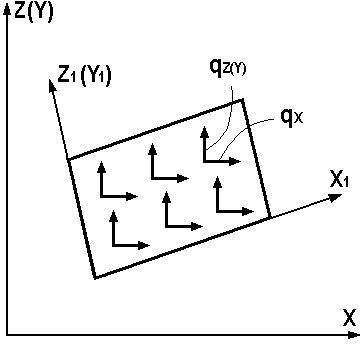 Z(Y)
Z1(Y1)
qZ(Y)
qX
X1
X